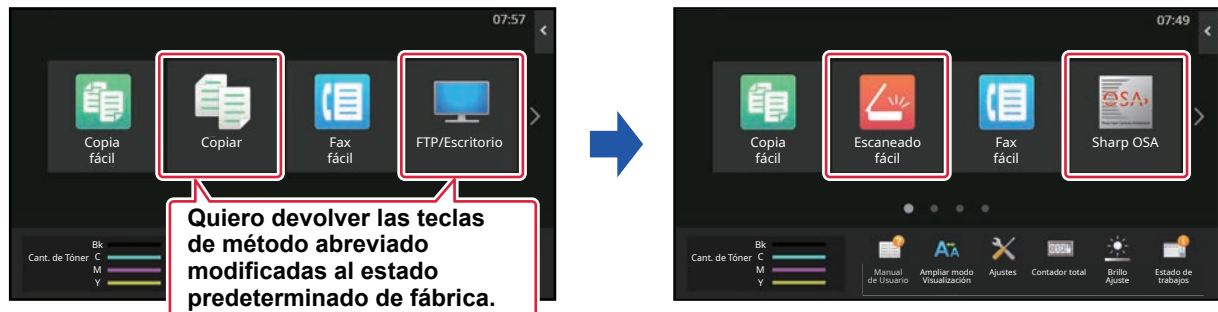 07:57
Copia
fácil
Copiar
Fax
fácil
FTP/Escritorio
Quiero devolver las teclas
de método abreviado
modificadas al estado
predeterminado de fábrica.
Cant. de Tóner
Bk
C
M
Y
07:49
Copia
fácil
Escaneado
fácil
Fax
fácil
OSA
Sharp OSA
Cant. de Tóner
Bk
C
M
Y
Manual
de Usuario
Ampliar modo
Visualización
Ajustes
Contador total
Brillo
Ajuste
Estado de
trabajos